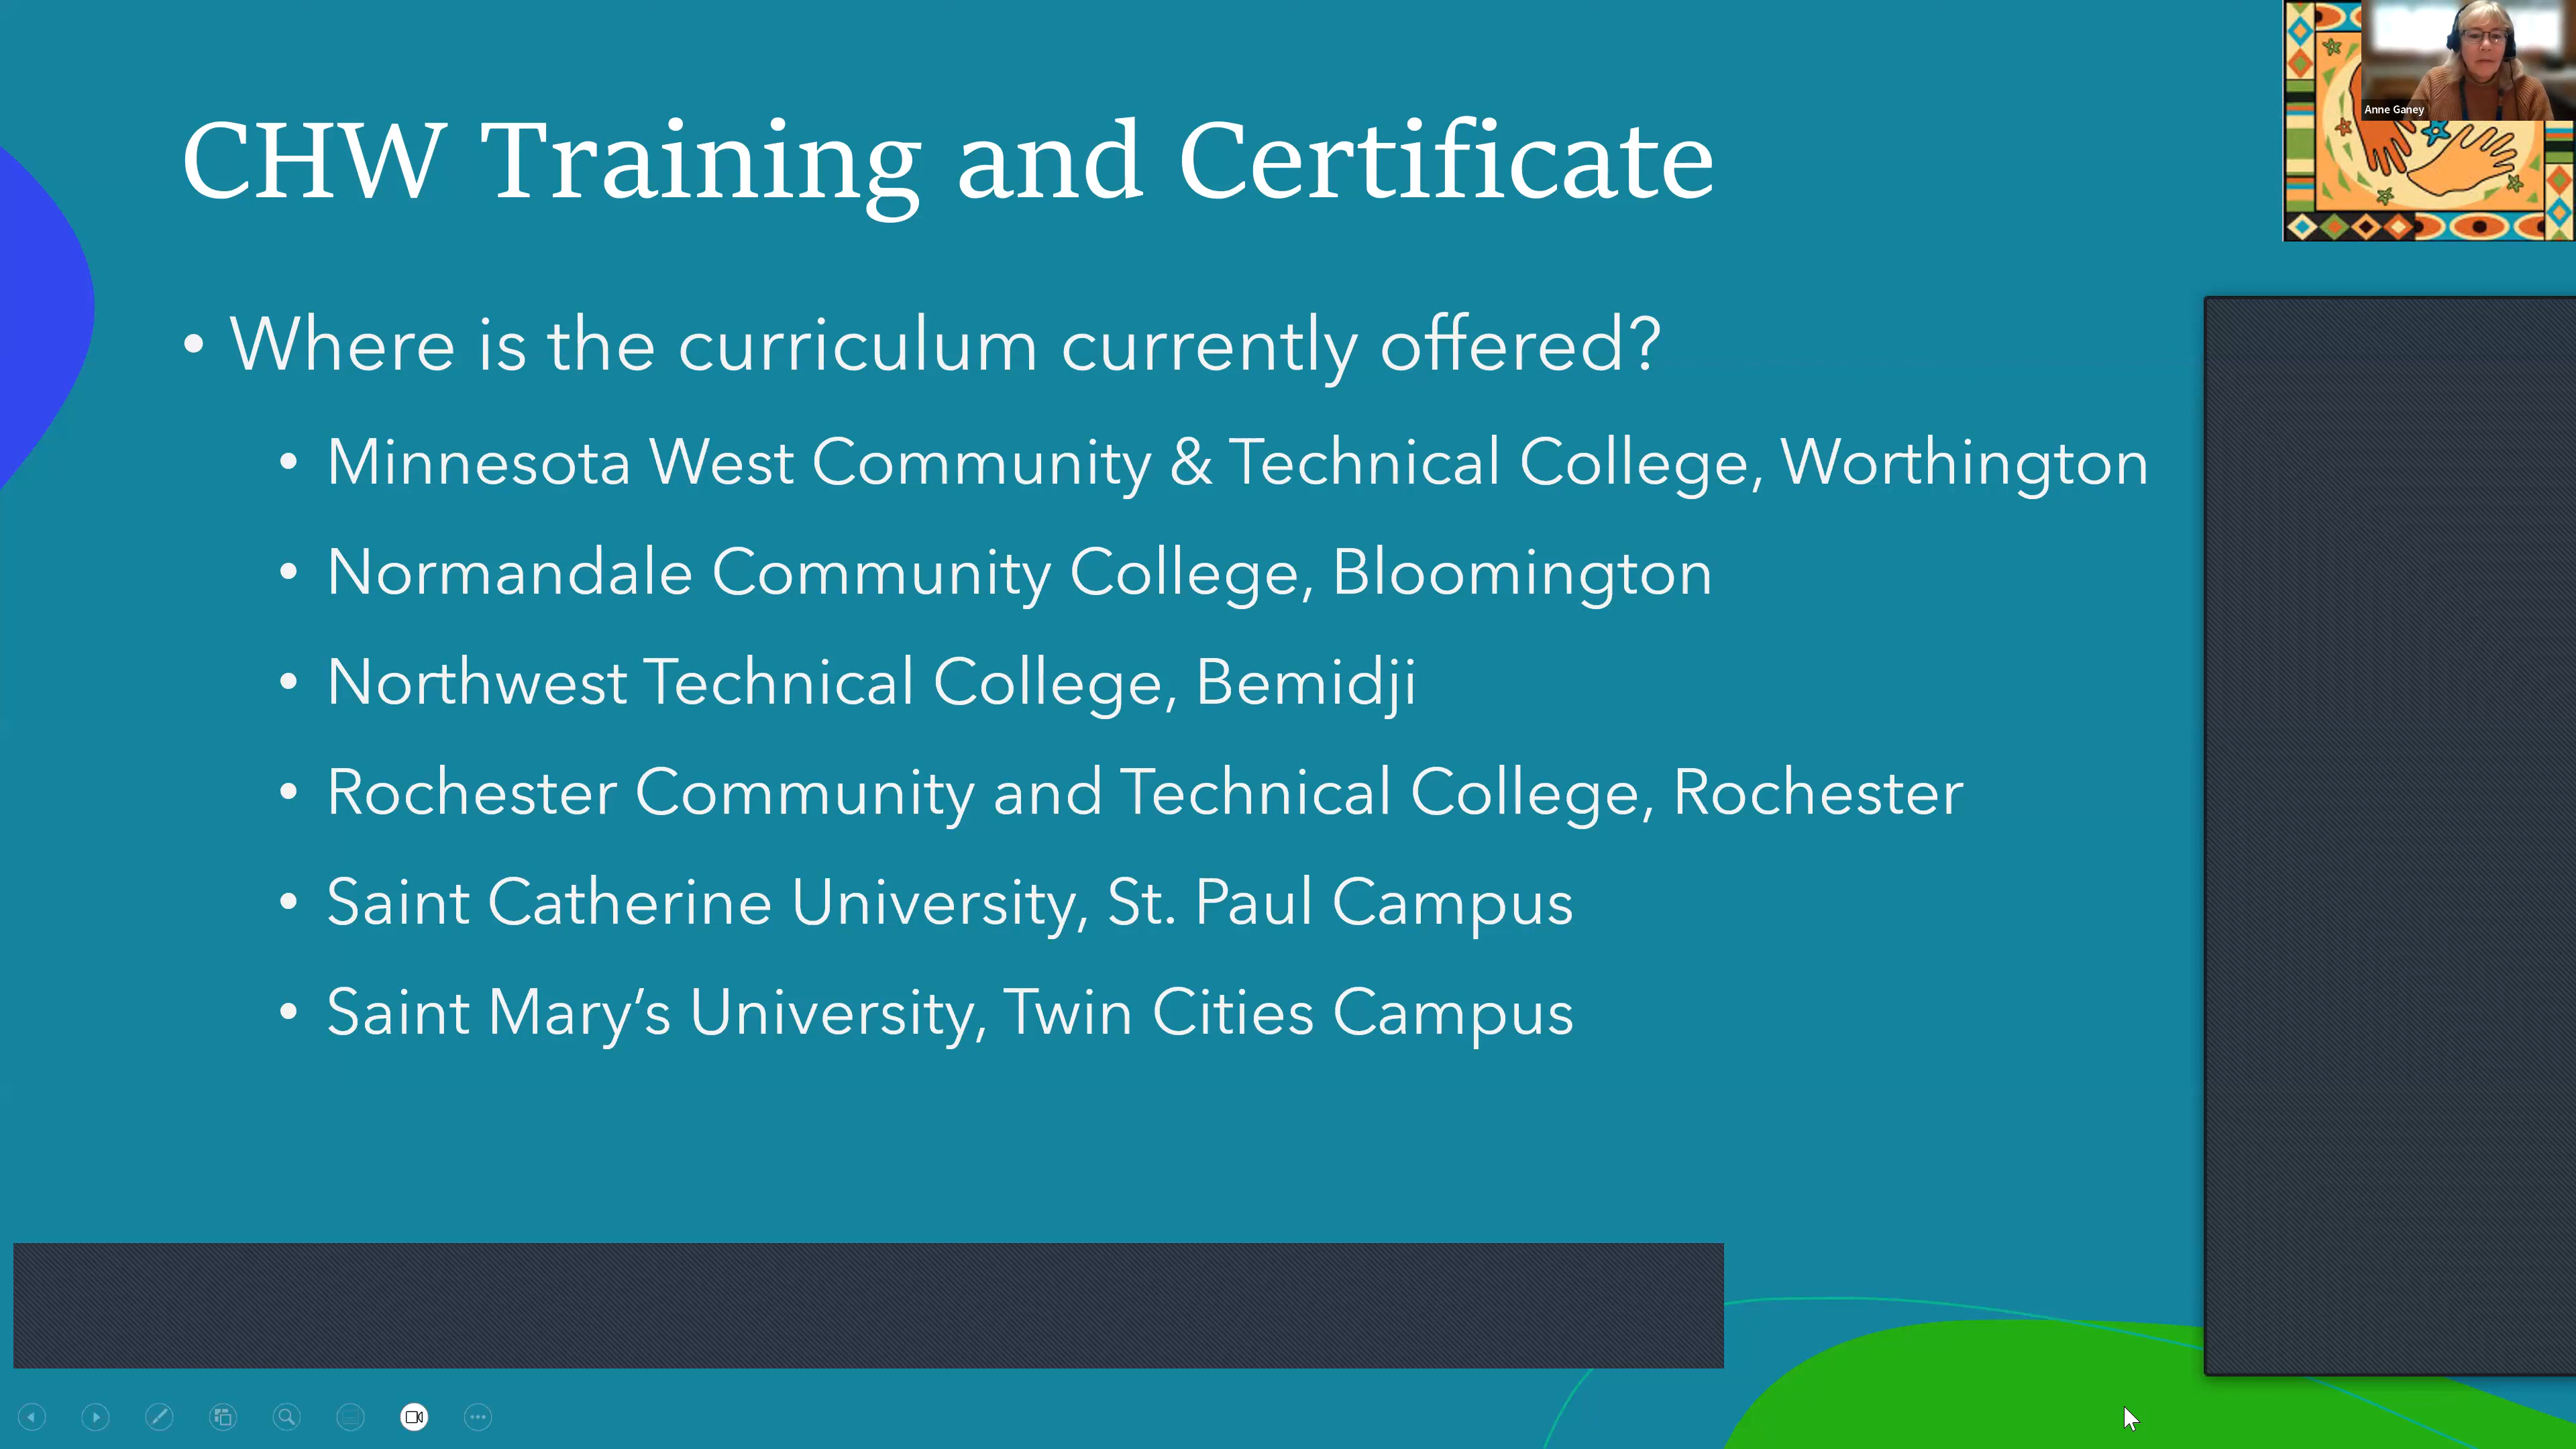 Anne Ganey
CHW Training and Certificate
• Where is the curriculum currently offered?
• Minnesota West Community & Technical College, Worthington
• Normandale Community College, Bloomington
• Northwest Technical College, Bemidji
• Rochester Community and Technical College, Rochester
• Saint Catherine University, St. Paul Campus
• Saint Mary’s University, Twin Cities Campus